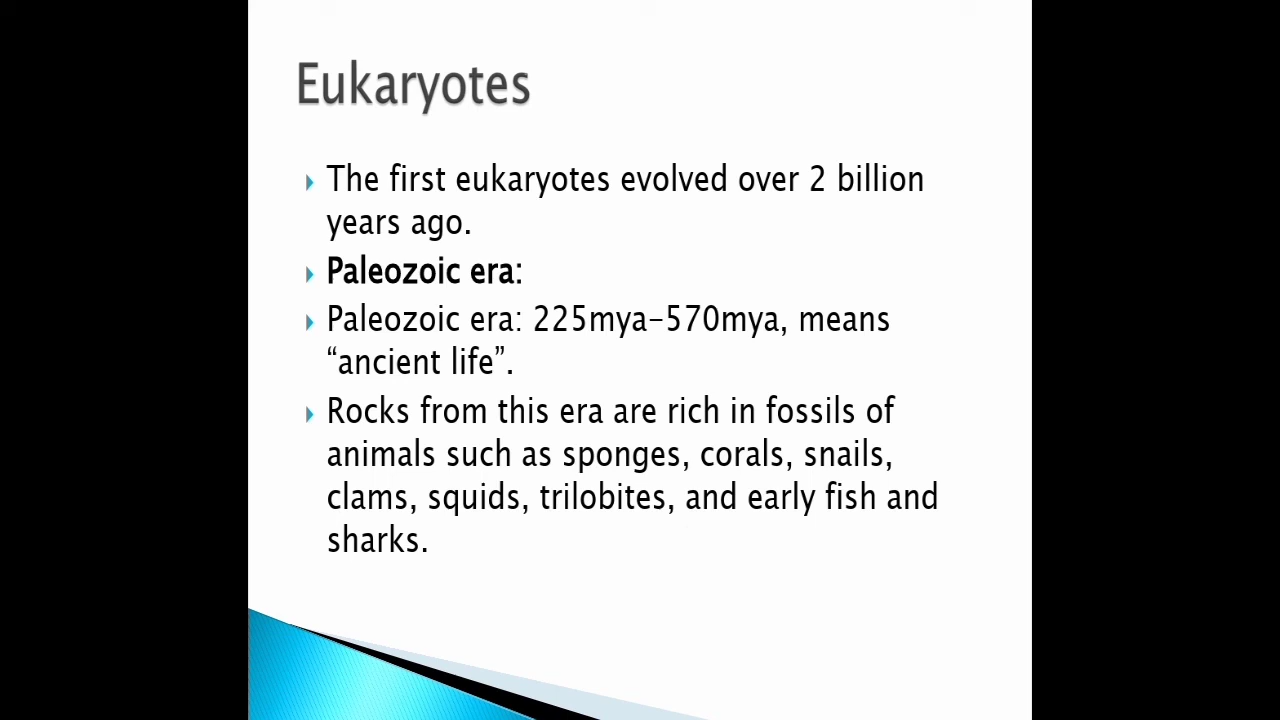 Eukaryotes
The first eukaryotes evolved over 2 billion
years ago.
Paleozoic era:
Paleozoic era: 225mya-570mya, means
“ancient life”.
Rocks from this era are rich in fossils of
animals such as sponges, corals, snails,
clams, squids, trilobites, and early fish and
sharks.